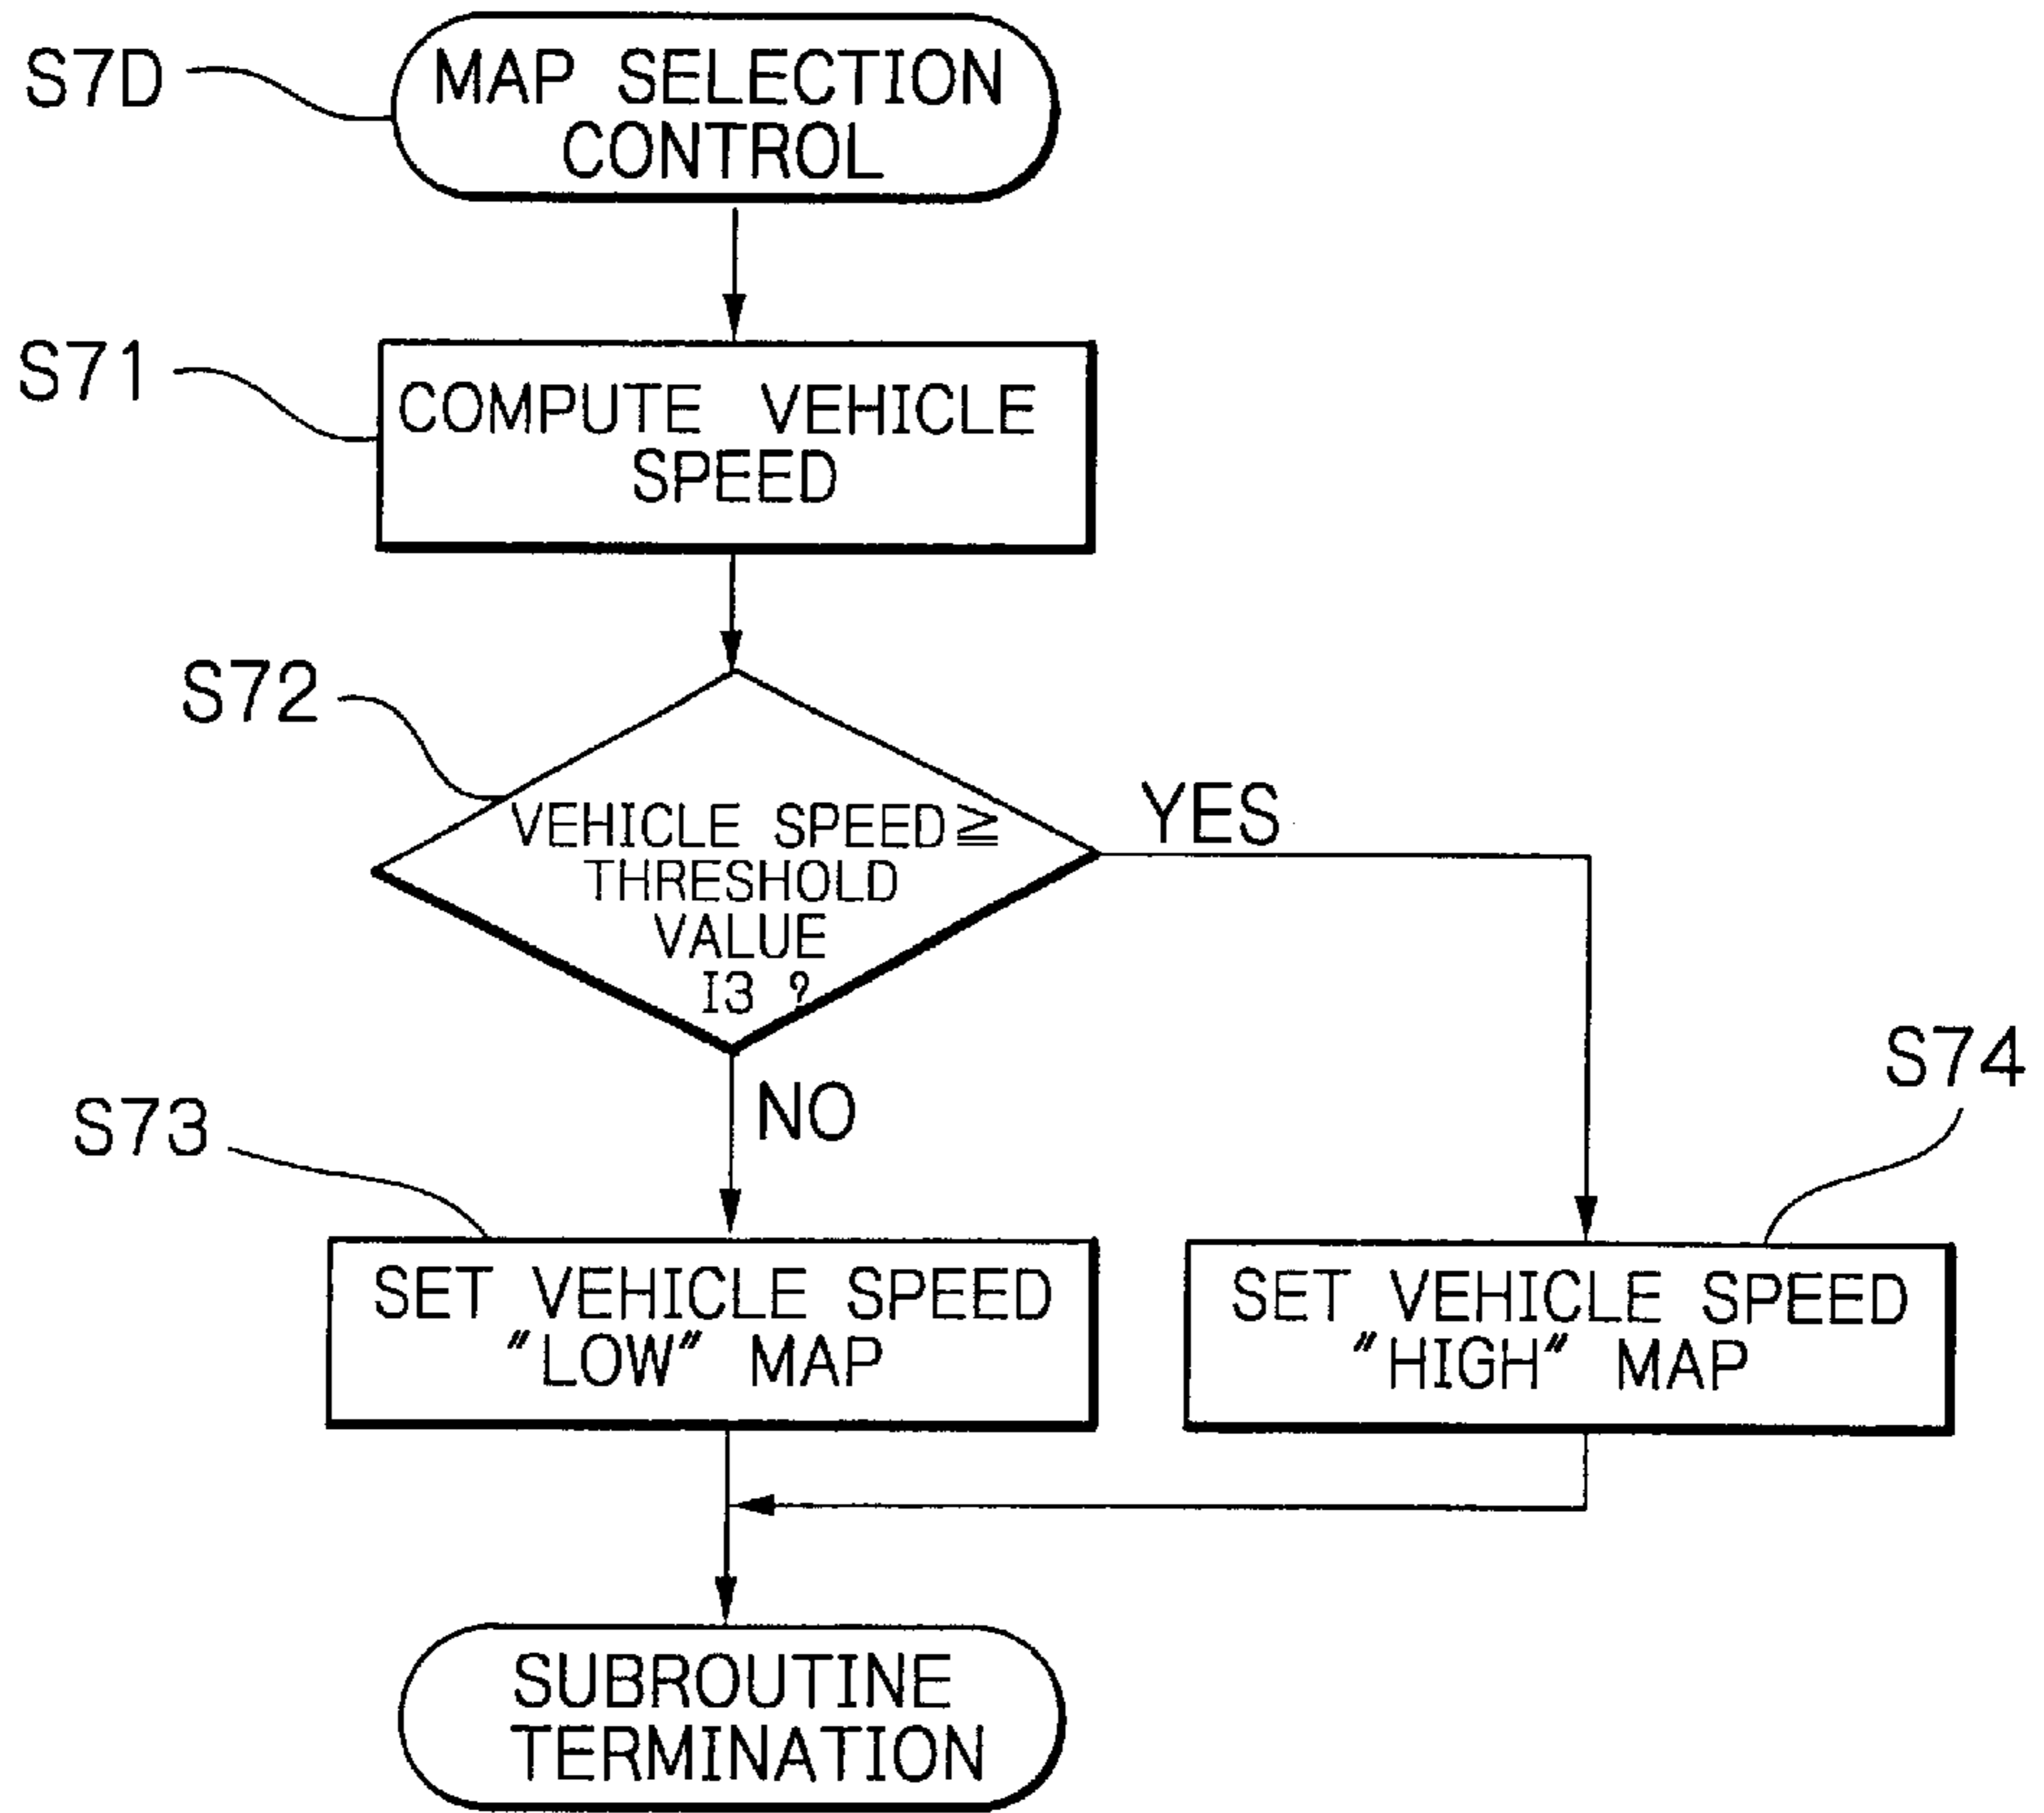 S7D
MAP SELECTION
CONTROL
S71
COMPUTE VEHICLE
SPEED
S72
VEHICLE SPEED≧
THRESHOLD
VALUE
I3 ?
YES
NO
S73
SET VEHICLE SPEED
"LOW" MAP
S74
SET VEHICLE SPEED
"HIGH" MAP
SUBROUTINE
TERMINATION